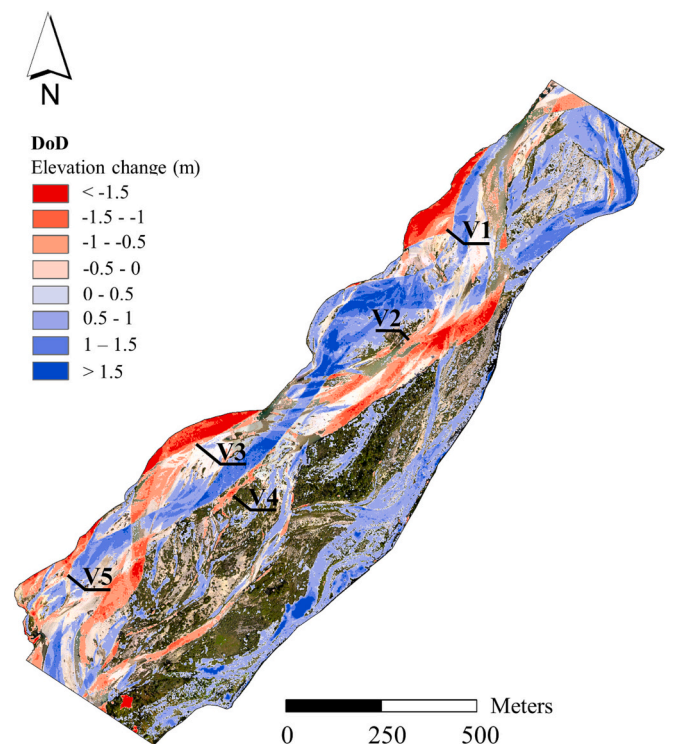 N
DoD
Elevation change (m)
< -1.5
-1.5 - -1
-1 - -0.5
-0.5 - 0
0 - 0.5
0.5 - 1
1 – 1.5
> 1.5
V1
V2
V3
V4
V5
Meters
0 250 500